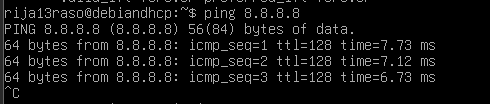 rija13raso@debiandhcp:~$ ping 8.8.8.8
PING 8.8.8.8 (8.8.8.8) 56(84) bytes of data.
64 bytes from 8.8.8.8: icmp_seq=1 ttl=128 time=7.73 ms
64 bytes from 8.8.8.8: icmp_seq=2 ttl=128 time=7.12 ms
64 bytes from 8.8.8.8: icmp_seq=3 ttl=128 time=6.73 ms
^C